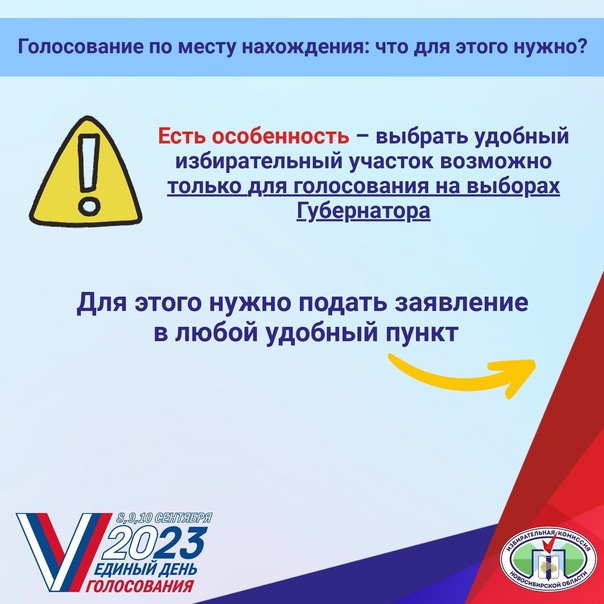 Голосование по месту нахождения: что для этого нужно?
Есть особенность – выбрать удобный
избирательный участок возможно
только для голосования на выборах
Губернатора
Для этого нужно подать заявление
в любой удобный пункт
8,9,10 СЕНТЯБРЯ
2023
ЕДИНЫЙ ДЕНЬ
ГОЛОСОВАНИЯ
ИЗБИРАТЕЛЬНАЯ КОМИССИЯ
НОВОСИБИРСКОЙ ОБЛАСТИ